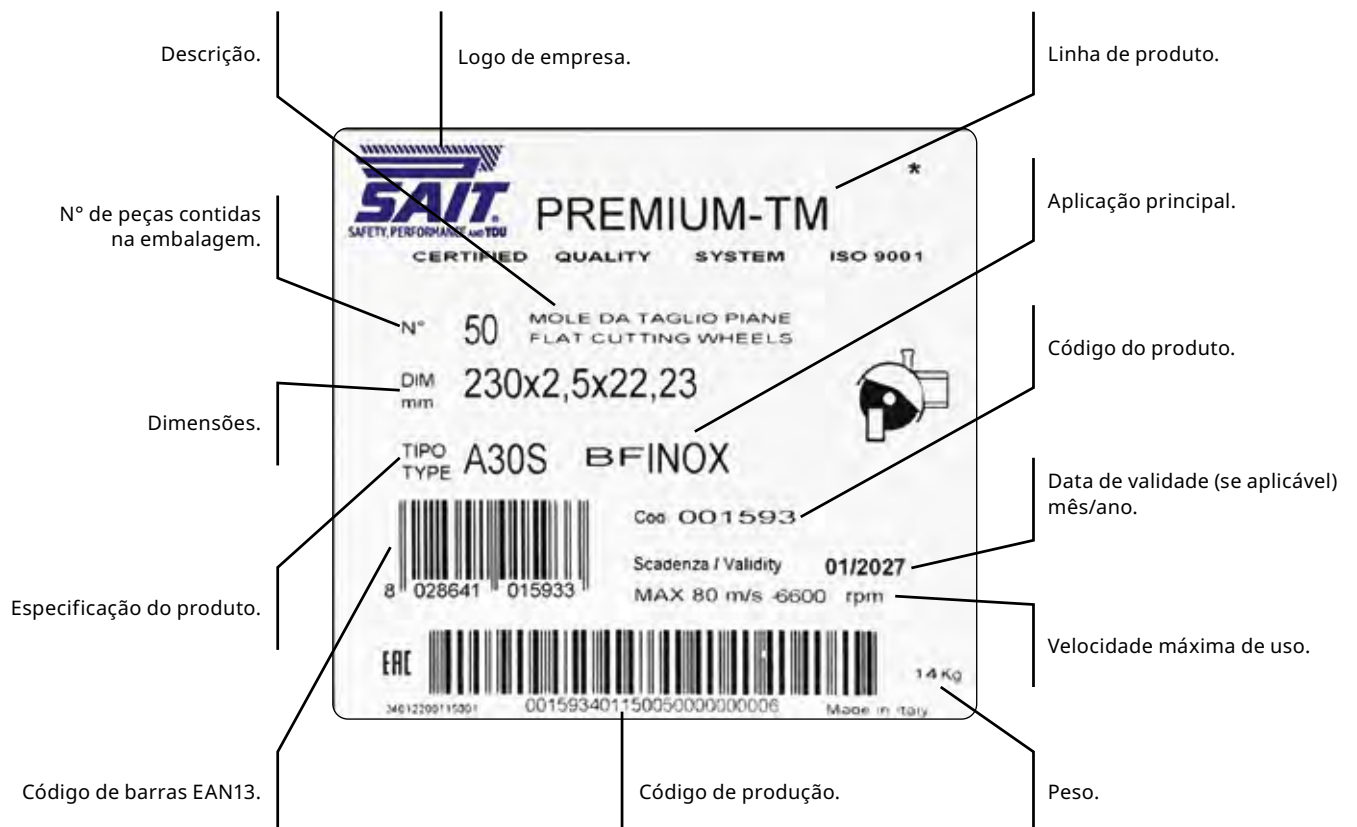 Descrição.
Logo de empresa.
Linha de produto.
N° de peças contidas
na embalagem.
Aplicação principal.
SAIT®
SAFETY, PERFORMANCE AND YOU
PREMIUM-TM
*
CERTIFIED QUALITY SYSTEM ISO 9001
N° 50 MOLE DA TAGLIO PIANE
FLAT CUTTING WHEELS
Código do produto.
DIM
mm
230x2,5x22,23
Dimensões.
TIPO
TYPE
A30S BFINOX
Data de validade (se aplicável)
mês/ano.
Cod 001593
Scadenza / Validity 01/2027
8 028641 015933
MAX 80 m/s -6600 rpm
Especificação do produto.
Velocidade máxima de uso.
EAC
14 Kg
34612200115001
00159340115005000000000006
Made in Italy
Código de barras EAN13.
Código de produção.
Peso.